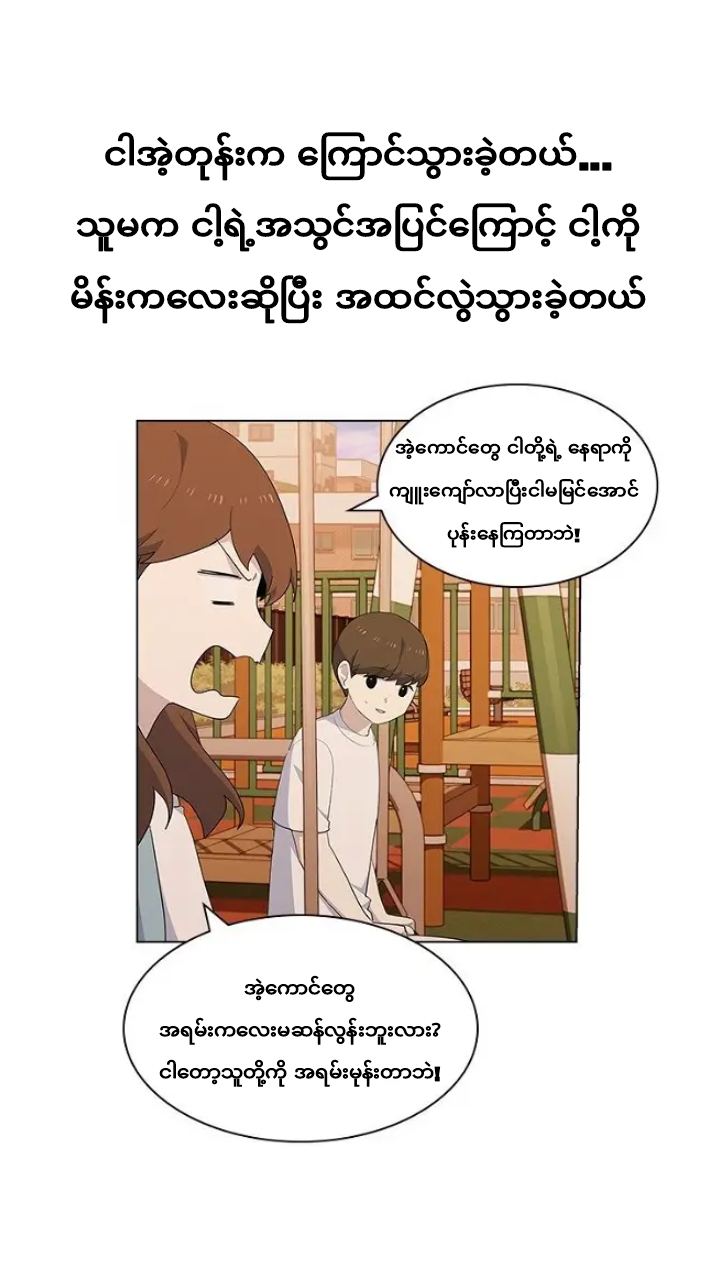 ငါအဲ့တုန်းက ကြောင်သွားခဲ့တယ်...
သူမက ငါ့ရဲ့အသွင်အပြင်ကြောင့် ငါ့ကို
မိန်းကလေးဆိုပြီး အထင်လွဲသွားခဲ့တယ်
အဲ့ကောင်တွေ ငါတို့ရဲ့ နေရာကို
ကျူးကျော်လာပြီးငါမမြင်အောင်
ပုန်းနေကြတာဘဲ!
အဲ့ကောင်တွေ
အရမ်းကလေးမဆန်လွန်းဘူးလား?
ငါတော့သူတို့ကို အရမ်းမုန်းတာဘဲ!